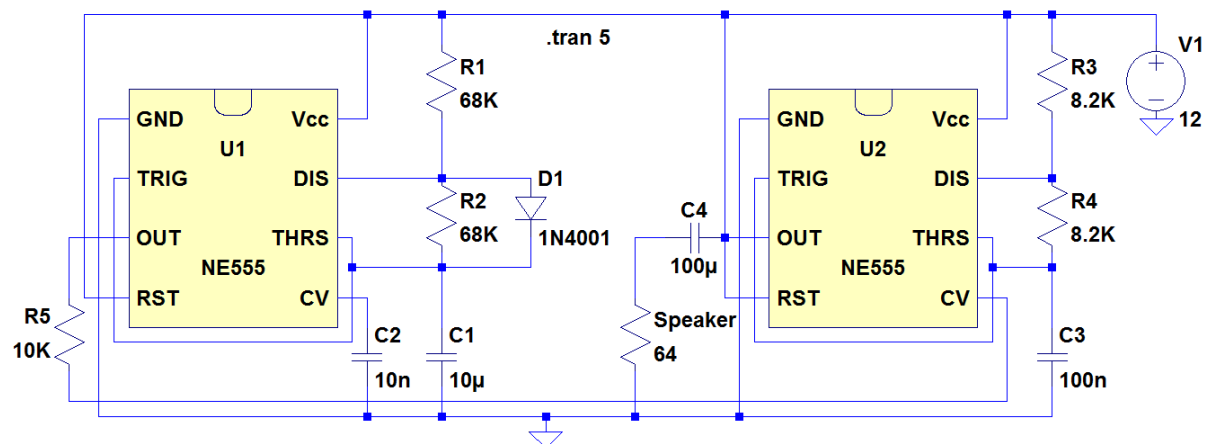 .tran 5
V1
12
R1
68K
R3
8.2K
GND
Vcc
U1
TRIG
DIS
OUT
THRS
NE555
RST
CV
R2
68K
D1
1N4001
R5
10K
C2
10n
C1
10µ
C4
100µ
Speaker
64
GND
Vcc
U2
TRIG
DIS
OUT
THRS
NE555
RST
CV
R4
8.2K
C3
100n